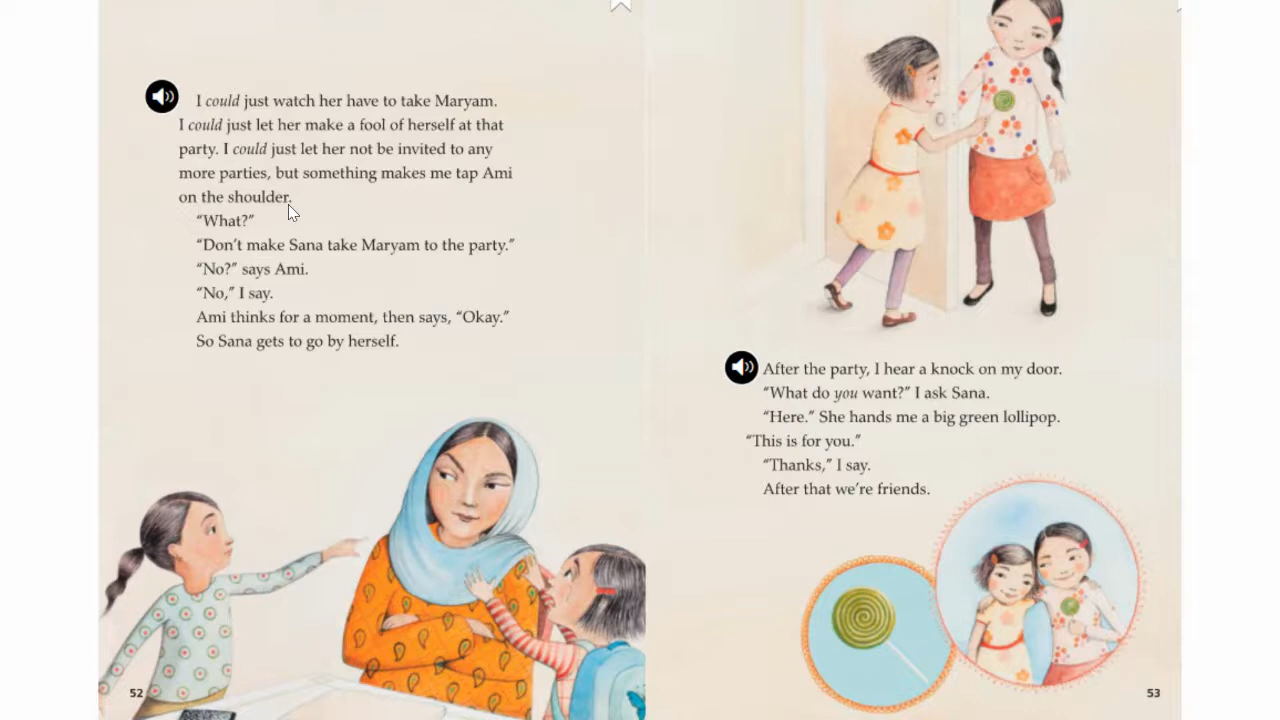 I could just watch her have to take Maryam.
I could just let her make a fool of herself at that
party. I could just let her not be invited to any
more parties, but something makes me tap Ami
on the shoulder.
“What?”
“Don’t make Sana take Maryam to the party.”
“No?” says Ami.
“No,” I say.
Ami thinks for a moment, then says, “Okay.”
So Sana gets to go by herself.
52
After the party, I hear a knock on my door.
“What do you want?” I ask Sana.
“Here.” She hands me a big green lollipop.
“This is for you.”
“Thanks,” I say.
After that we’re friends.
53